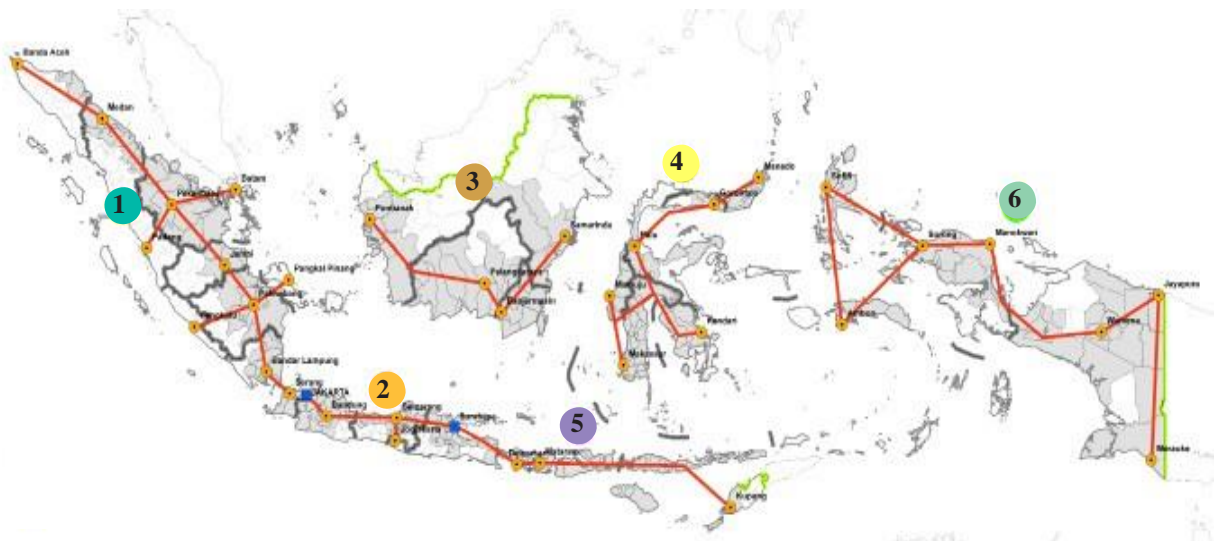 Banda Aceh
Medan
Batam
Pekanbaru
1
Padang
Jambi
Pangkal Pinang
Palembang
Bengkulu
Bandar Lampung
Serang
JAKARTA
Bandung
2
Semarang
Surabaya
Denpasar
Mataram
5
Kupang
3
Pontianak
Samarinda
Palangkaraya
Banjarmasin
4
Manado
Gorontalo
Palu
Mamuju
Kendari
Makassar
Sofifi
6
Sorong
Manokwari
Ambon
Jayapura
Wamena
Merauke